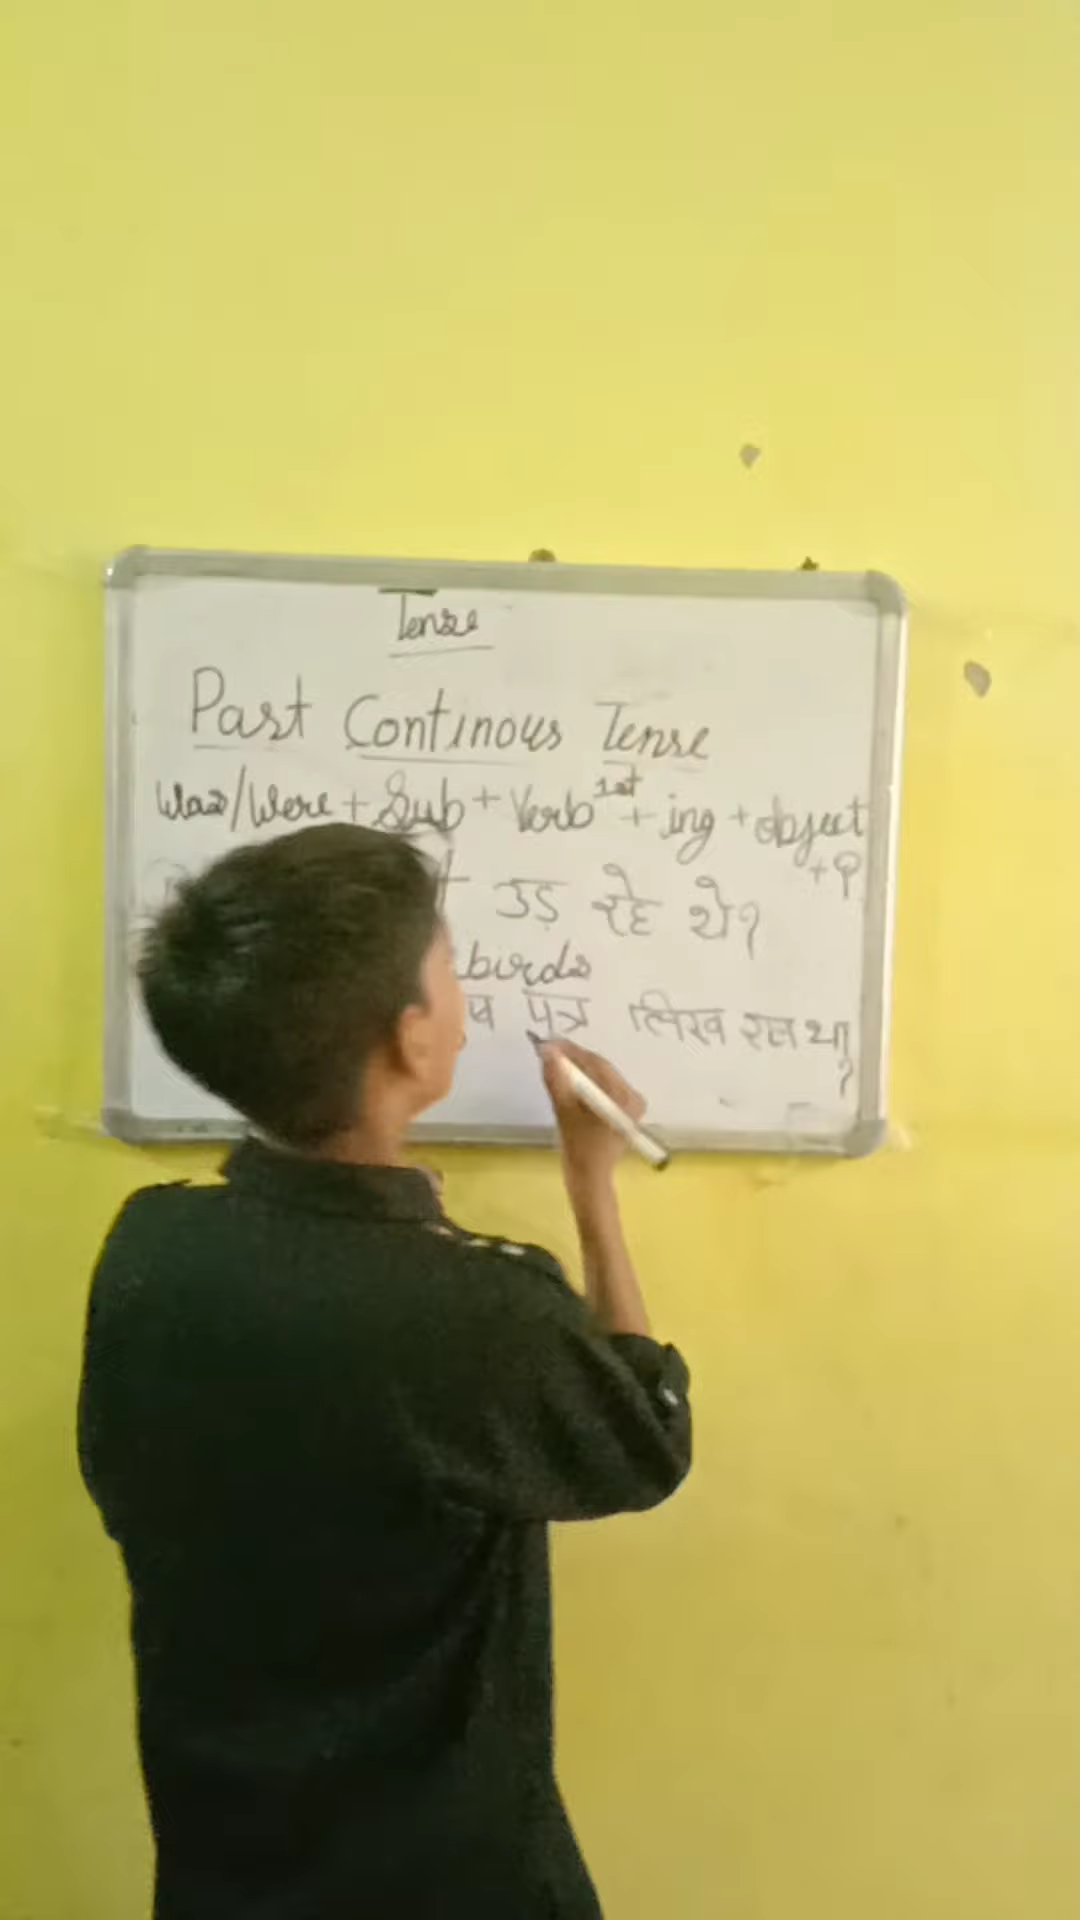 Tense
Past Continous Tense
Was/Were + Sub + Verb 1st + ing + object
+ ?
उड़ रहे थे?
birds
पत्र लिख रहा था
?